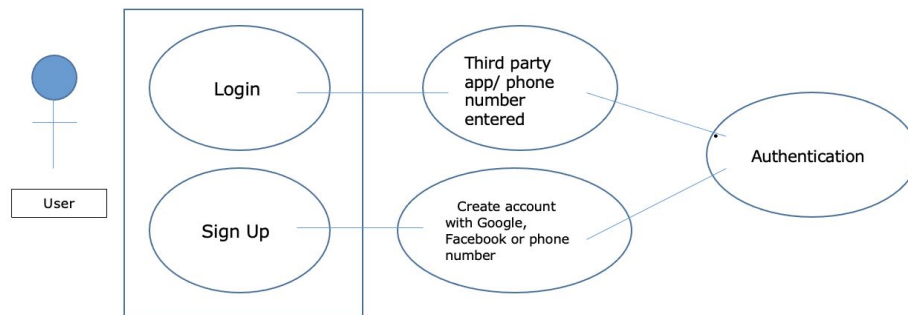 Login
Third party
app/ phone
number
entered
Authentication
User
Sign Up
Create account
with Google,
Facebook or phone
number